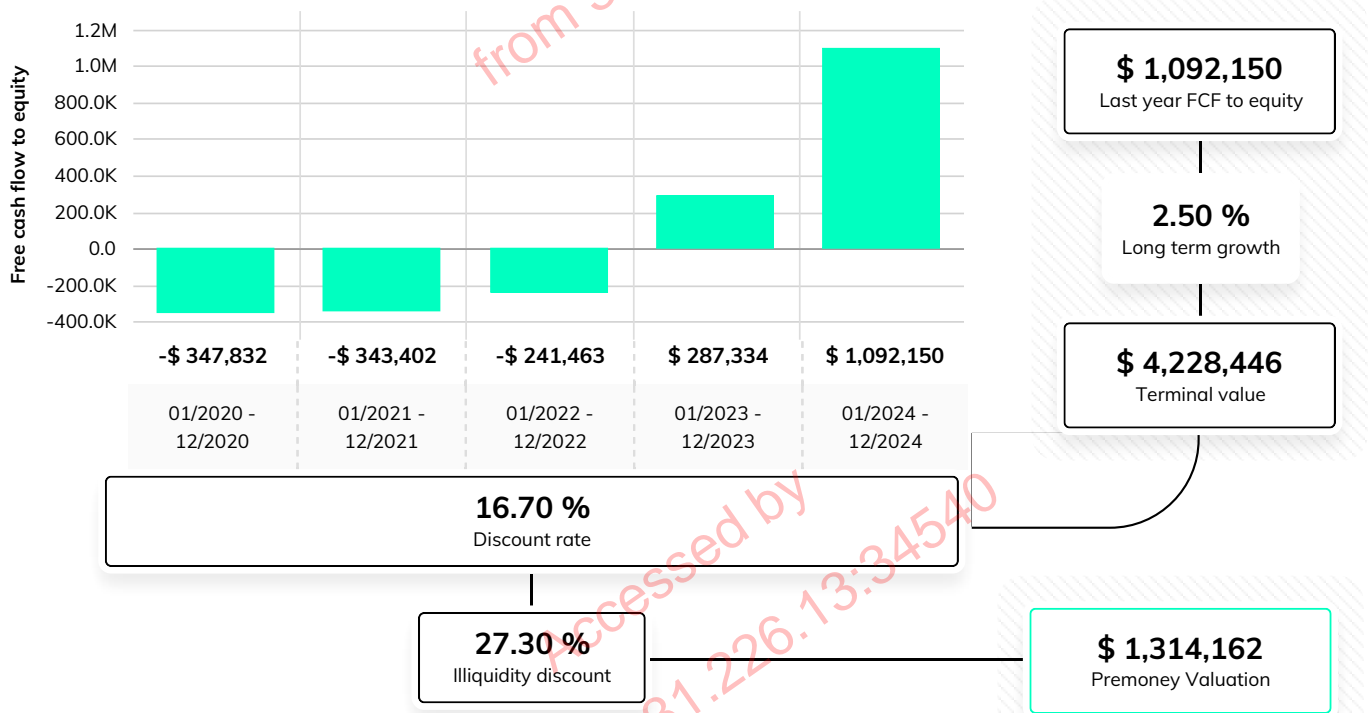 Free cash flow to equity
1.2M
1.0M
800.0K
600.0K
400.0K
200.0K
0.0
-200.0K
-400.0K
-$ 347,832
-$ 343,402
-$ 241,463
$ 287,334
$ 1,092,150
01/2020 -
12/2020
01/2021 -
12/2021
01/2022 -
12/2022
01/2023 -
12/2023
01/2024 -
12/2024
$ 1,092,150
Last year FCF to equity
2.50 %
Long term growth
$ 4,228,446
Terminal value
16.70 %
Discount rate
27.30 %
Illiquidity discount
$ 1,314,162
Premoney Valuation
from
Accessed by
31.226.13:34540